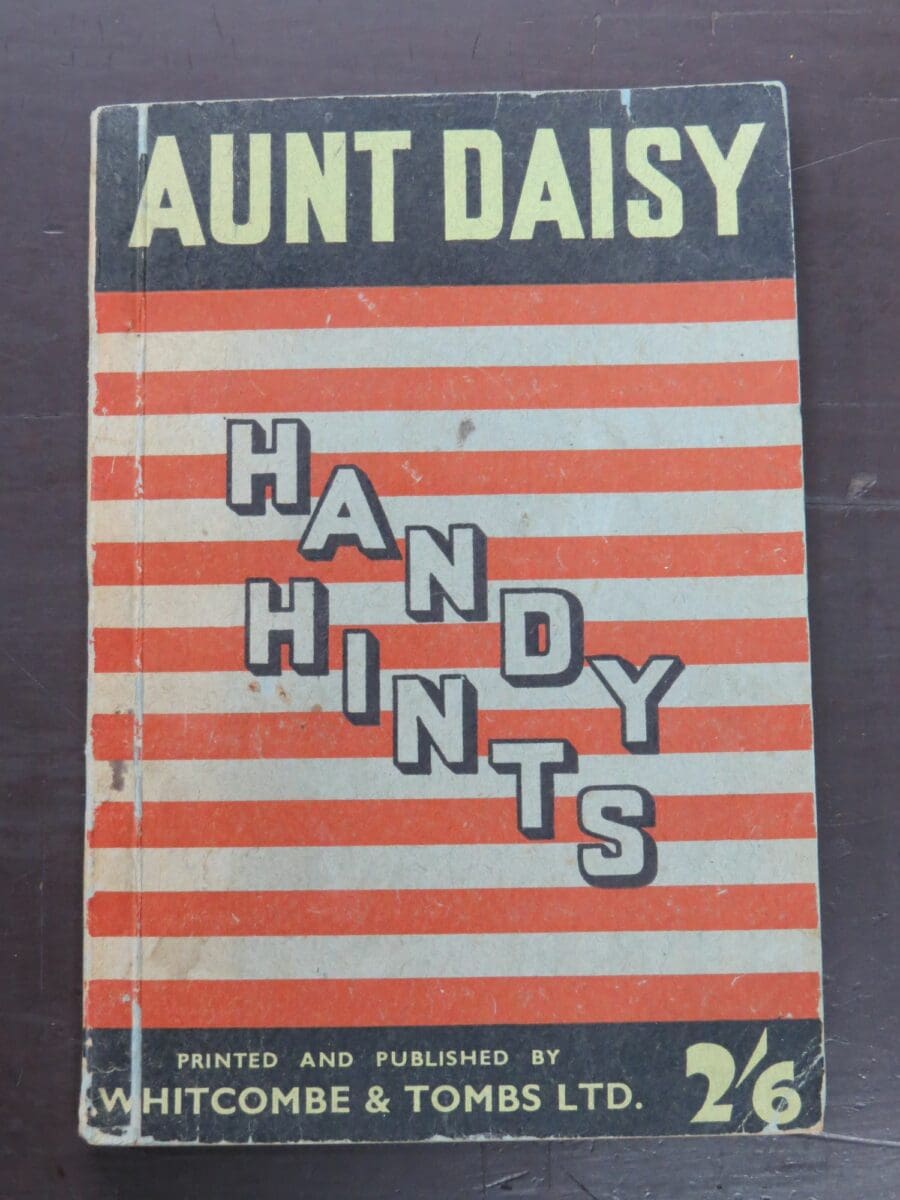 AUNT DAISY
HANDY
HINTS
PRINTED AND PUBLISHED BY
WHITCOMBE & TOMBS LTD.
2/6